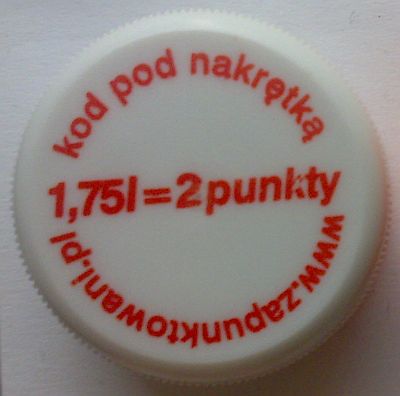 kod pod nakrętką
1,75l=2punkty
www.zapunktowani.pl